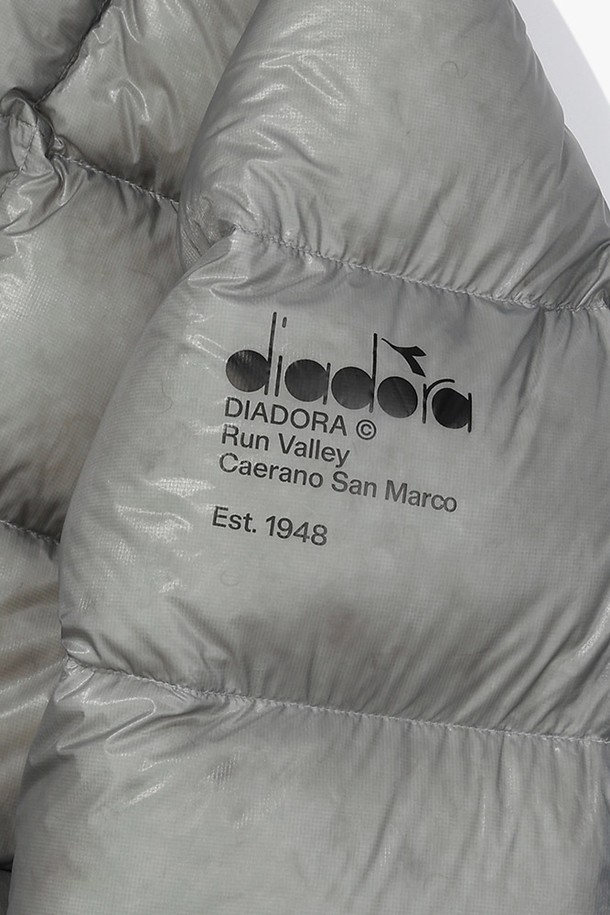 diadora
DIADORA ©
Run Valley
Caerano San Marco
Est. 1948